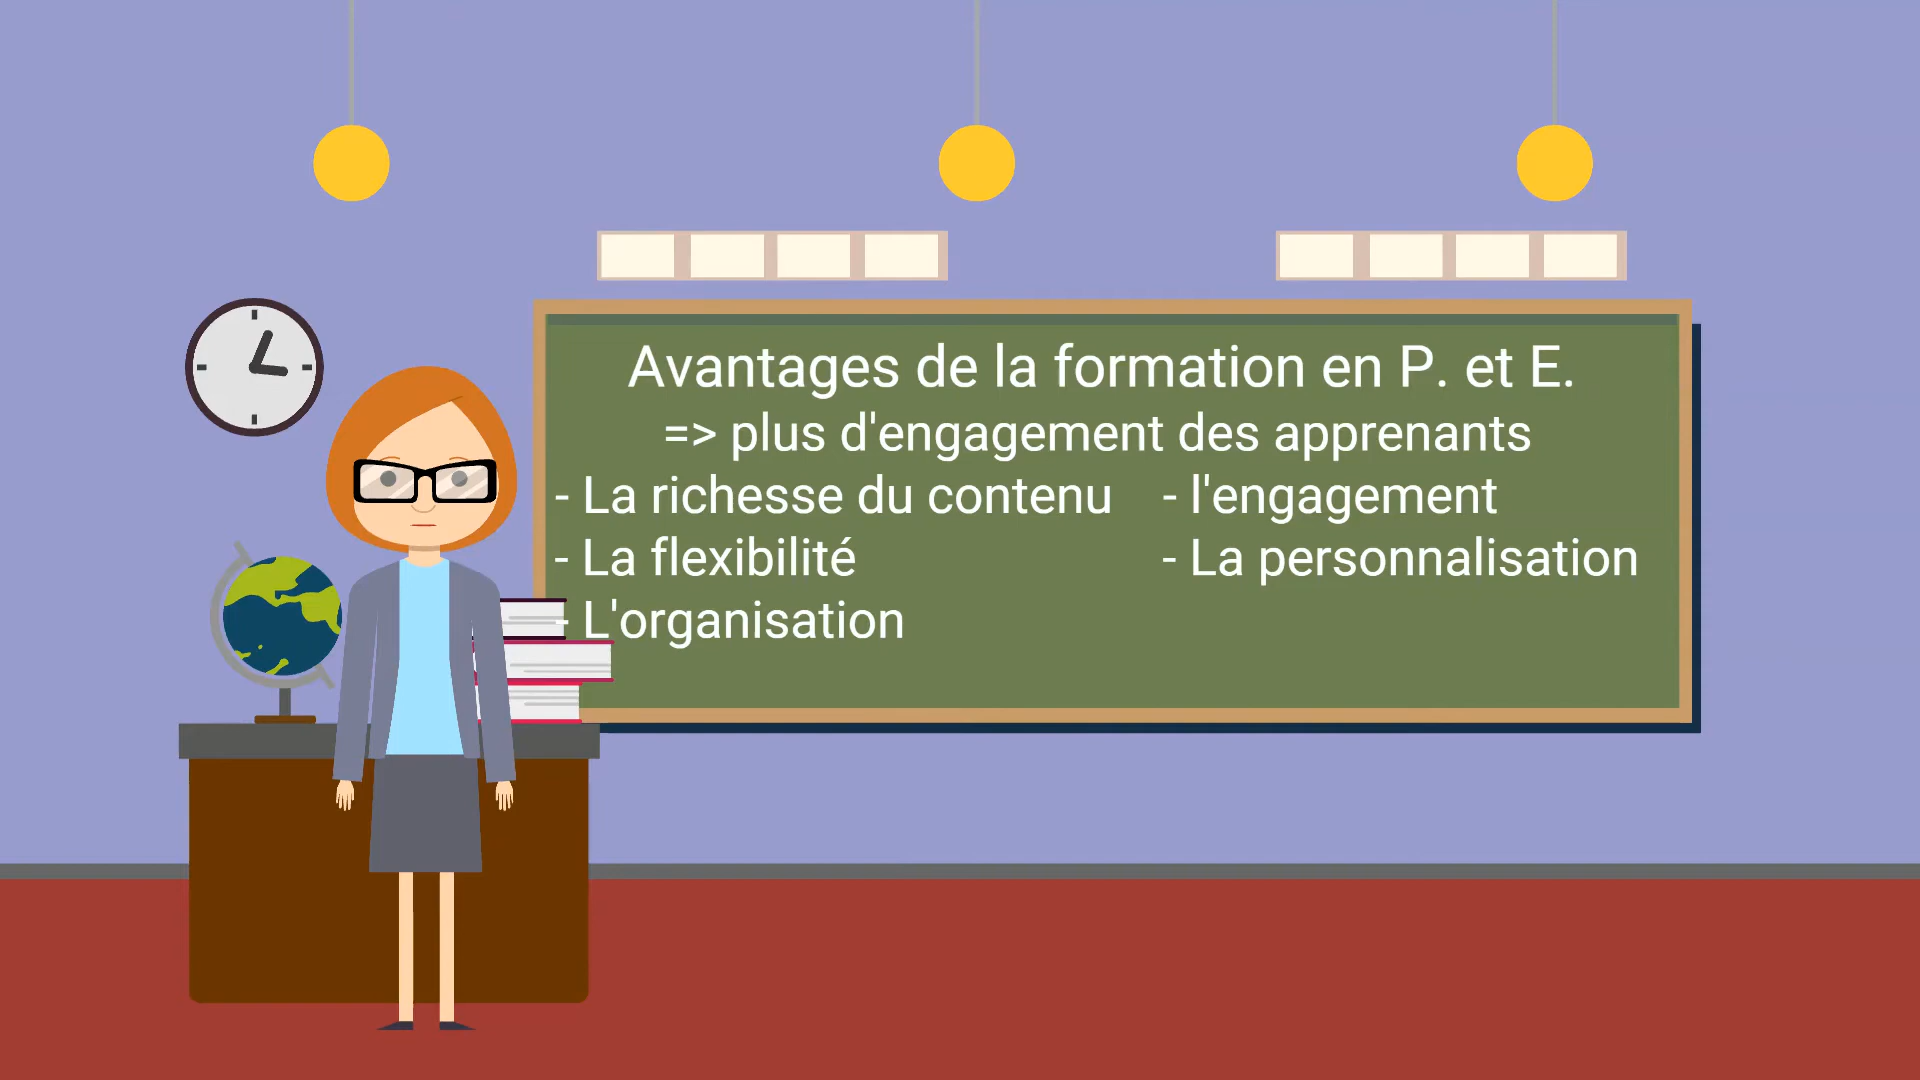 Avantages de la formation en P. et E.
=> plus d'engagement des apprenants
- La richesse du contenu
- La flexibilité
- L'organisation
- l'engagement
- La personnalisation